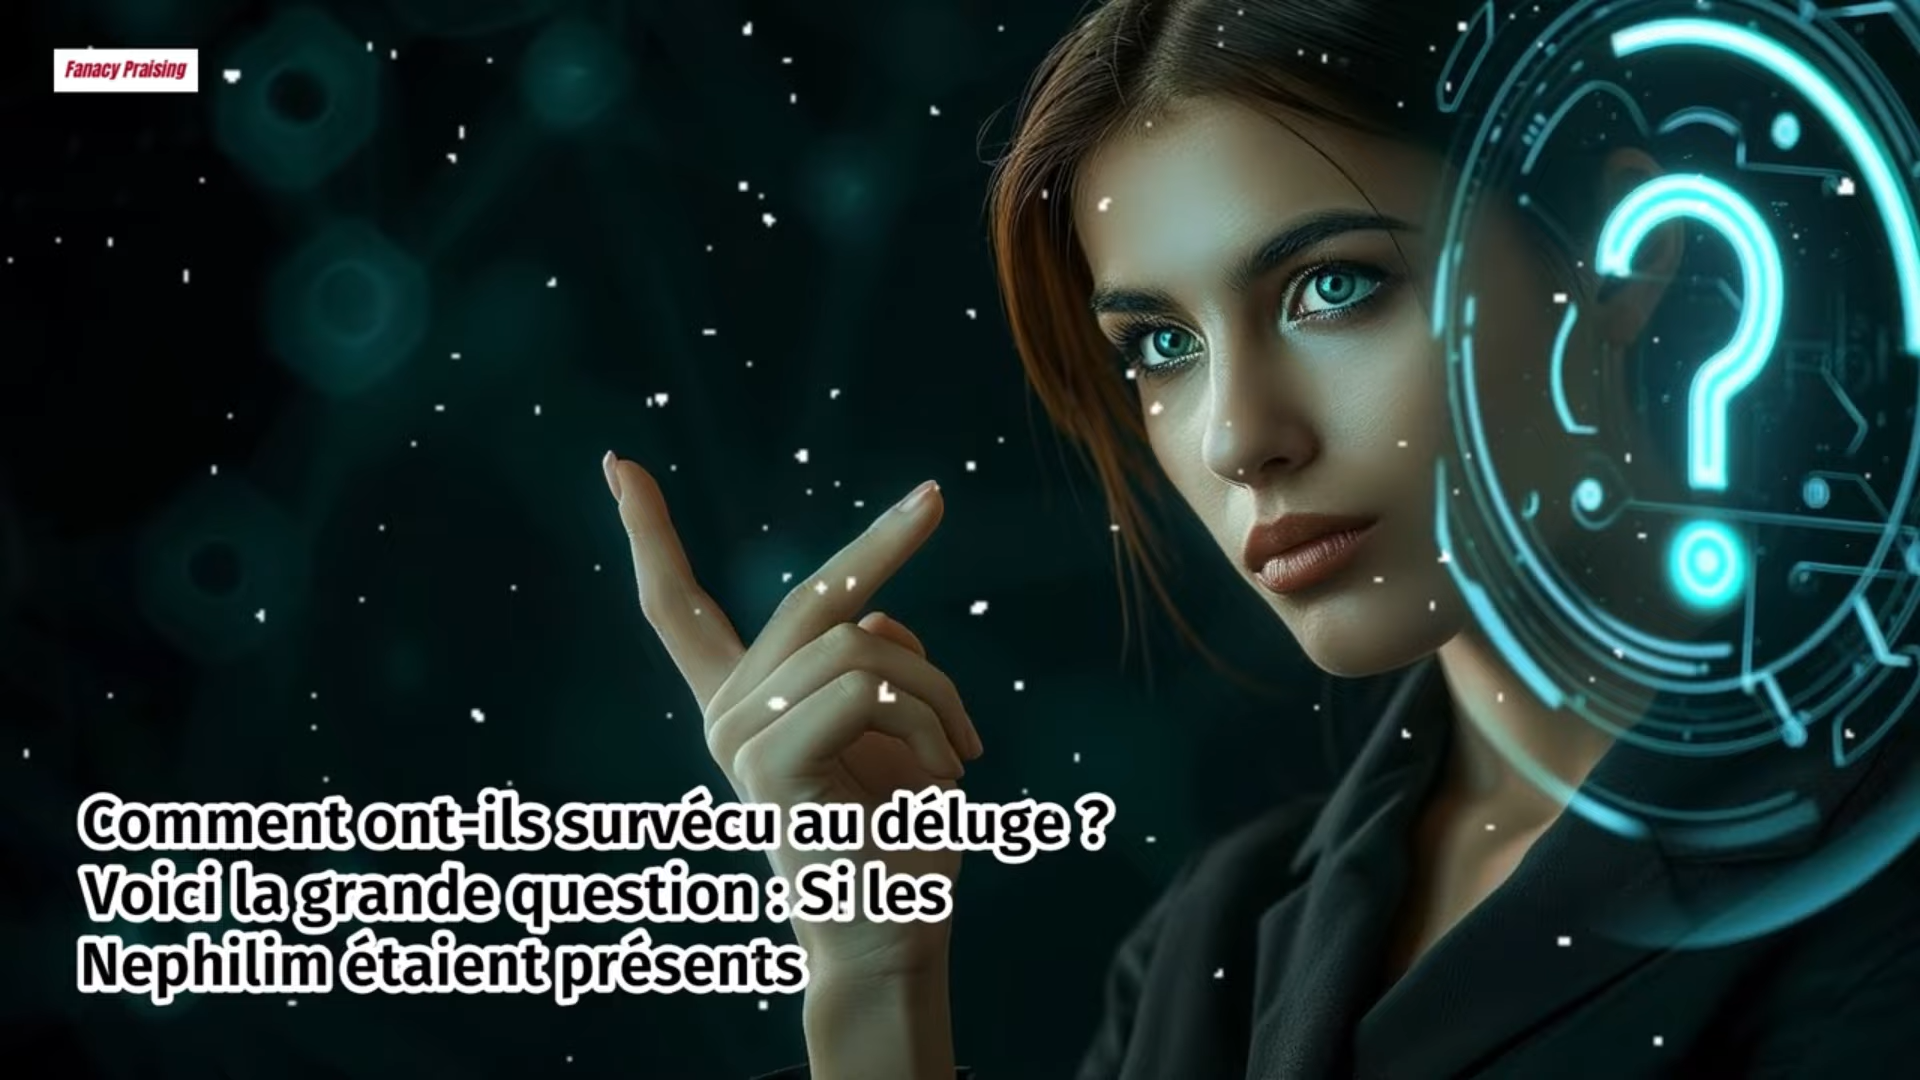 Fanacy Praising
Comment ont-ils survécu au déluge ?
Voici la grande question : Si les
Nephilim étaient présents